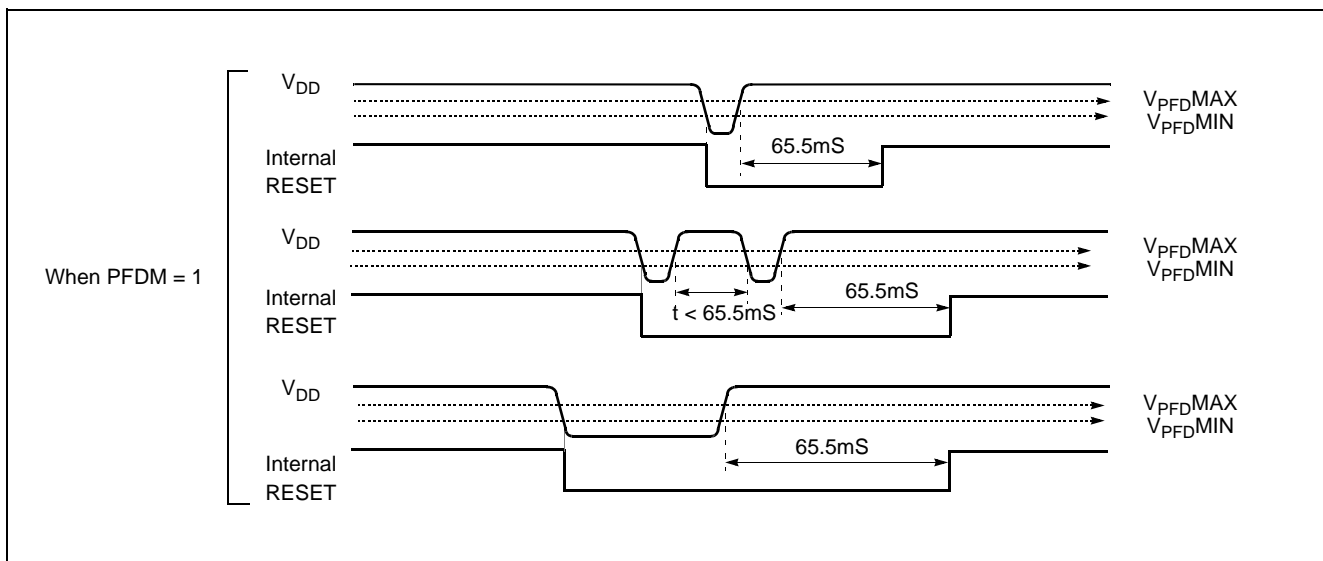 When PFDM = 1
VDD
VPFDMAX
VPFDMIN
65.5mS
Internal
RESET
VDD
VPFDMAX
VPFDMIN
65.5mS
t < 65.5mS
Internal
RESET
VDD
VPFDMAX
VPFDMIN
65.5mS
Internal
RESET